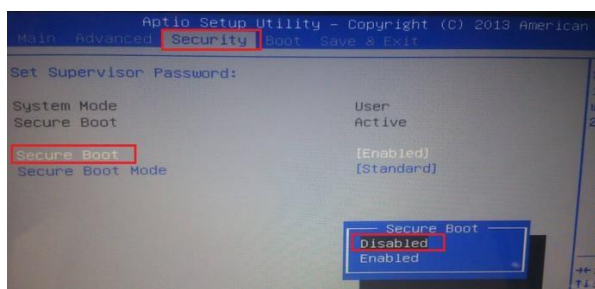 Aptio Setup Utility – Copyright (C) 2013 American
Main Advanced Security Boot Save & Exit
Set Supervisor Password:
System Mode User
Secure Boot Active
Secure Boot [Enabled]
Secure Boot Mode [Standard]
Secure Boot
Disabled
Enabled